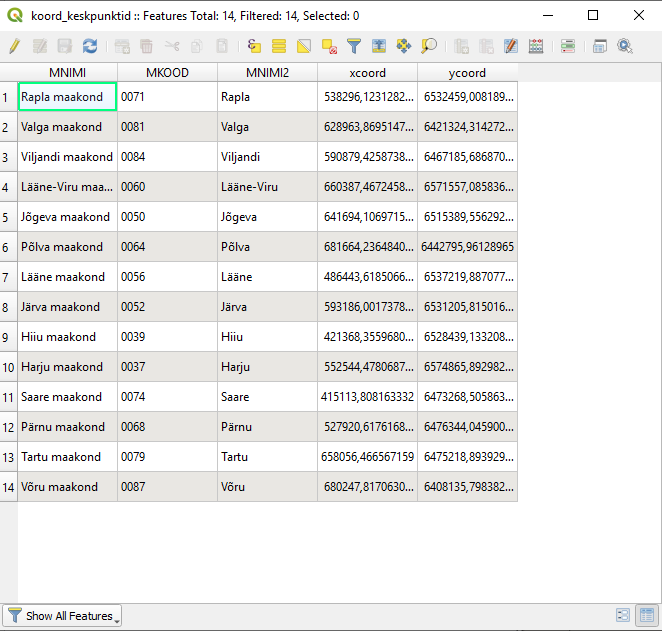 koord_keskpunktid :: Features Total: 14, Filtered: 14, Selected: 0
MNIMI MKOOD MNIMI2 xcoord ycoord
1 Rapla maakond 0071 Rapla 538296,1231282... 6532459,008189...
2 Valga maakond 0081 Valga 628963,8695147... 6421324,314272...
3 Viljandi maakond 0084 Viljandi 590879,4258738... 6467185,686870...
4 Lääne-Viru maa... 0060 Lääne-Viru 660387,4672458... 6571557,085836...
5 Jõgeva maakond 0050 Jõgeva 641694,1069715... 6515389,556292...
6 Põlva maakond 0064 Põlva 681664,2364840... 6442795,96128965
7 Lääne maakond 0056 Lääne 486443,6185066... 6537219,887077...
8 Järva maakond 0052 Järva 593186,0017378... 6531205,815016...
9 Hiiu maakond 0039 Hiiu 421368,3559680... 6528439,133208...
10 Harju maakond 0037 Harju 552544,4780687... 6574865,892982...
11 Saare maakond 0074 Saare 415113,808163332 6473268,505863...
12 Pärnu maakond 0068 Pärnu 527920,6176168... 6476344,045900...
13 Tartu maakond 0079 Tartu 658056,466567159 6475218,893929...
14 Võru maakond 0087 Võru 680247,8170630... 6408135,798382...
Show All Features